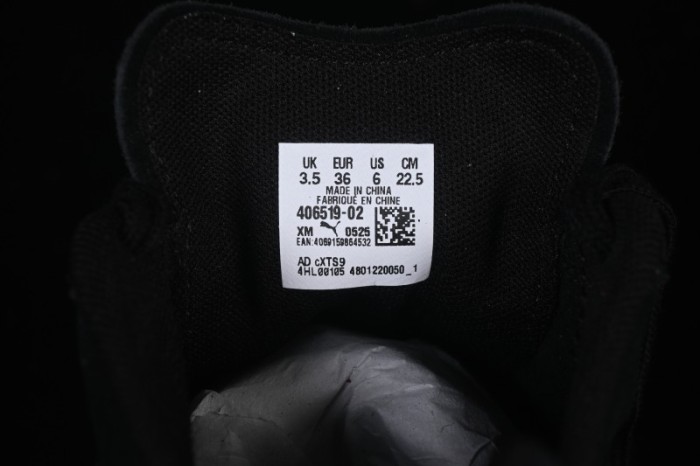 UK EUR US CM
3.5 36 6 22.5
MADE IN CHINA
FABRIQUÉ EN CHINE
406519-02
XM 0525
EAN:4069159864532
AD cXTS9
4HL00105 4801220050_1